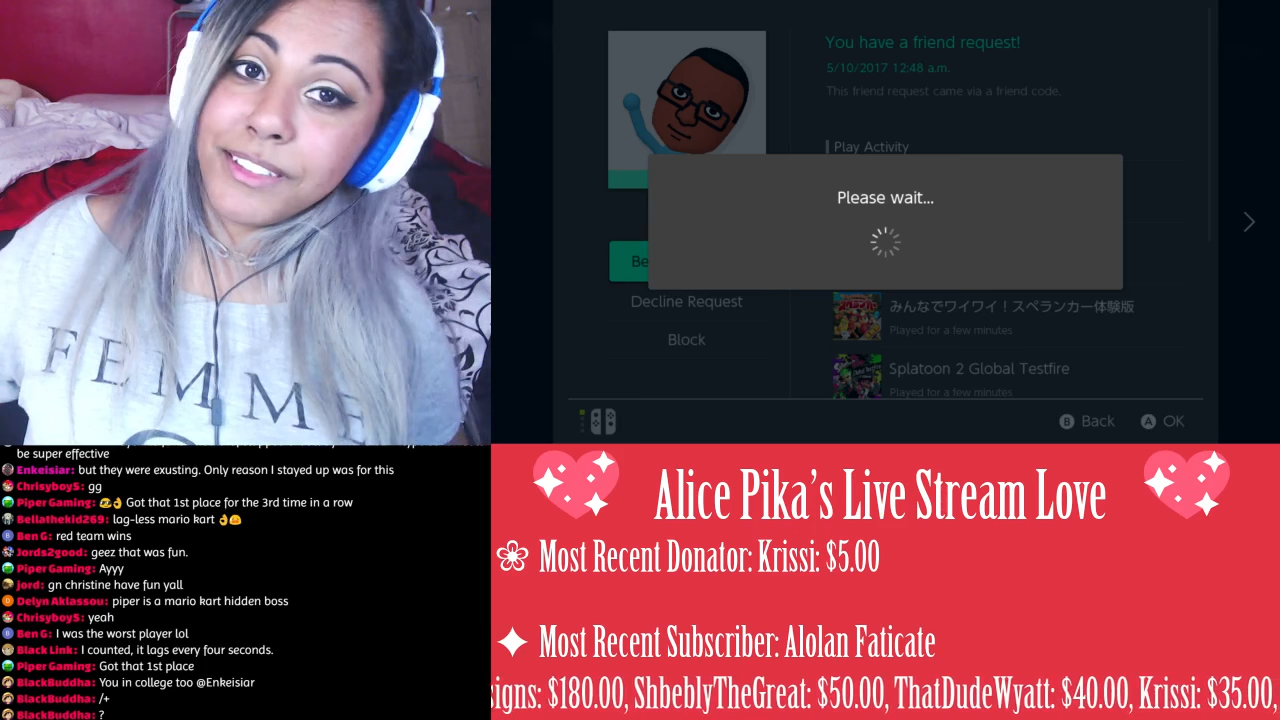 FEMME
You have a friend request!
5/10/2017 12:48 a.m.
This friend request came via a friend code.
Play Activity
Please wait...
Be
Decline Request
Block
みんなでワイワイ！スペランカー体験版
Played for a few minutes
Splatoon 2 Global Testfire
Played for a few minutes
B Back A OK
be super effective
Enkeisiar: but they were exusting. Only reason I stayed up was for this
ChrisyboyS: gg
Piper Gaming: Got that 1st place for the 3rd time in a row
Bellathekid269: lag-less mario kart
Ben G: red team wins
Jords2good: geez that was fun.
Piper Gaming: Ayyy
jord: gn christine have fun yall
Delyn Aklassou: piper is a mario kart hidden boss
ChrisyboyS: yeah
Ben G: I was the worst player lol
Black Link: I counted, it lags every four seconds.
Piper Gaming: Got that 1st place
BlackBuddha: You in college too @Enkeisiar
BlackBuddha: /+
BlackBuddha: ?
Alice Pika's Live Stream Love
Most Recent Donator: Krissi: $5.00
Most Recent Subscriber: Alolan Faticate
signs: $180.00, ShbeblyTheGreat: $50.00, ThatDudeWyatt: $40.00, Krissi: $35.00,